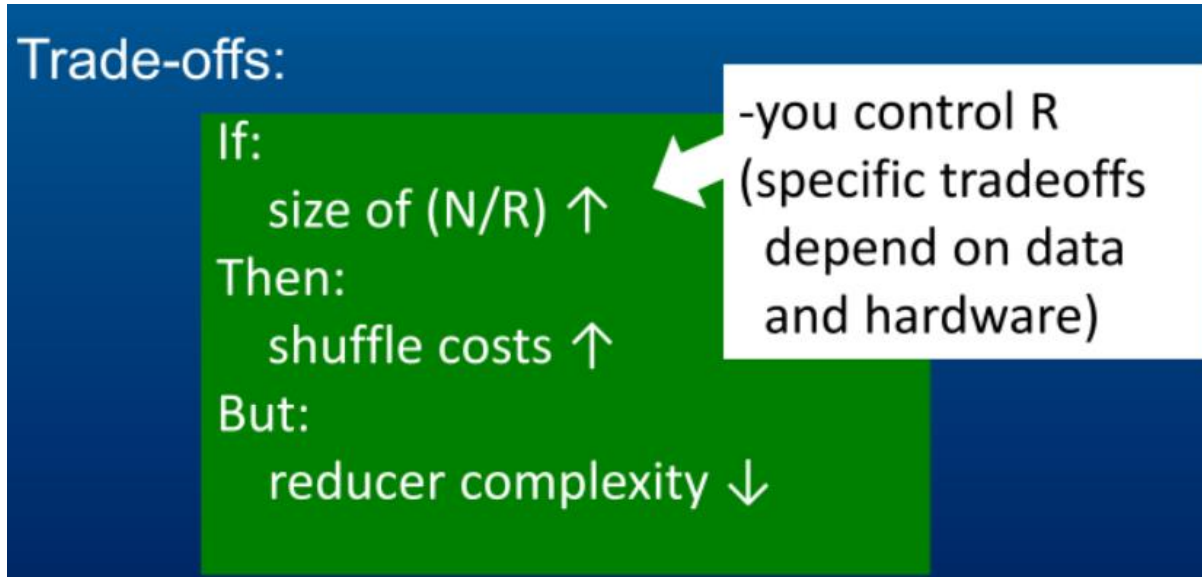 Trade-offs:
If:
size of (N/R) ↑
Then:
shuffle costs ↑
But:
reducer complexity ↓
-you control R
(specific tradeoffs
depend on data
and hardware)